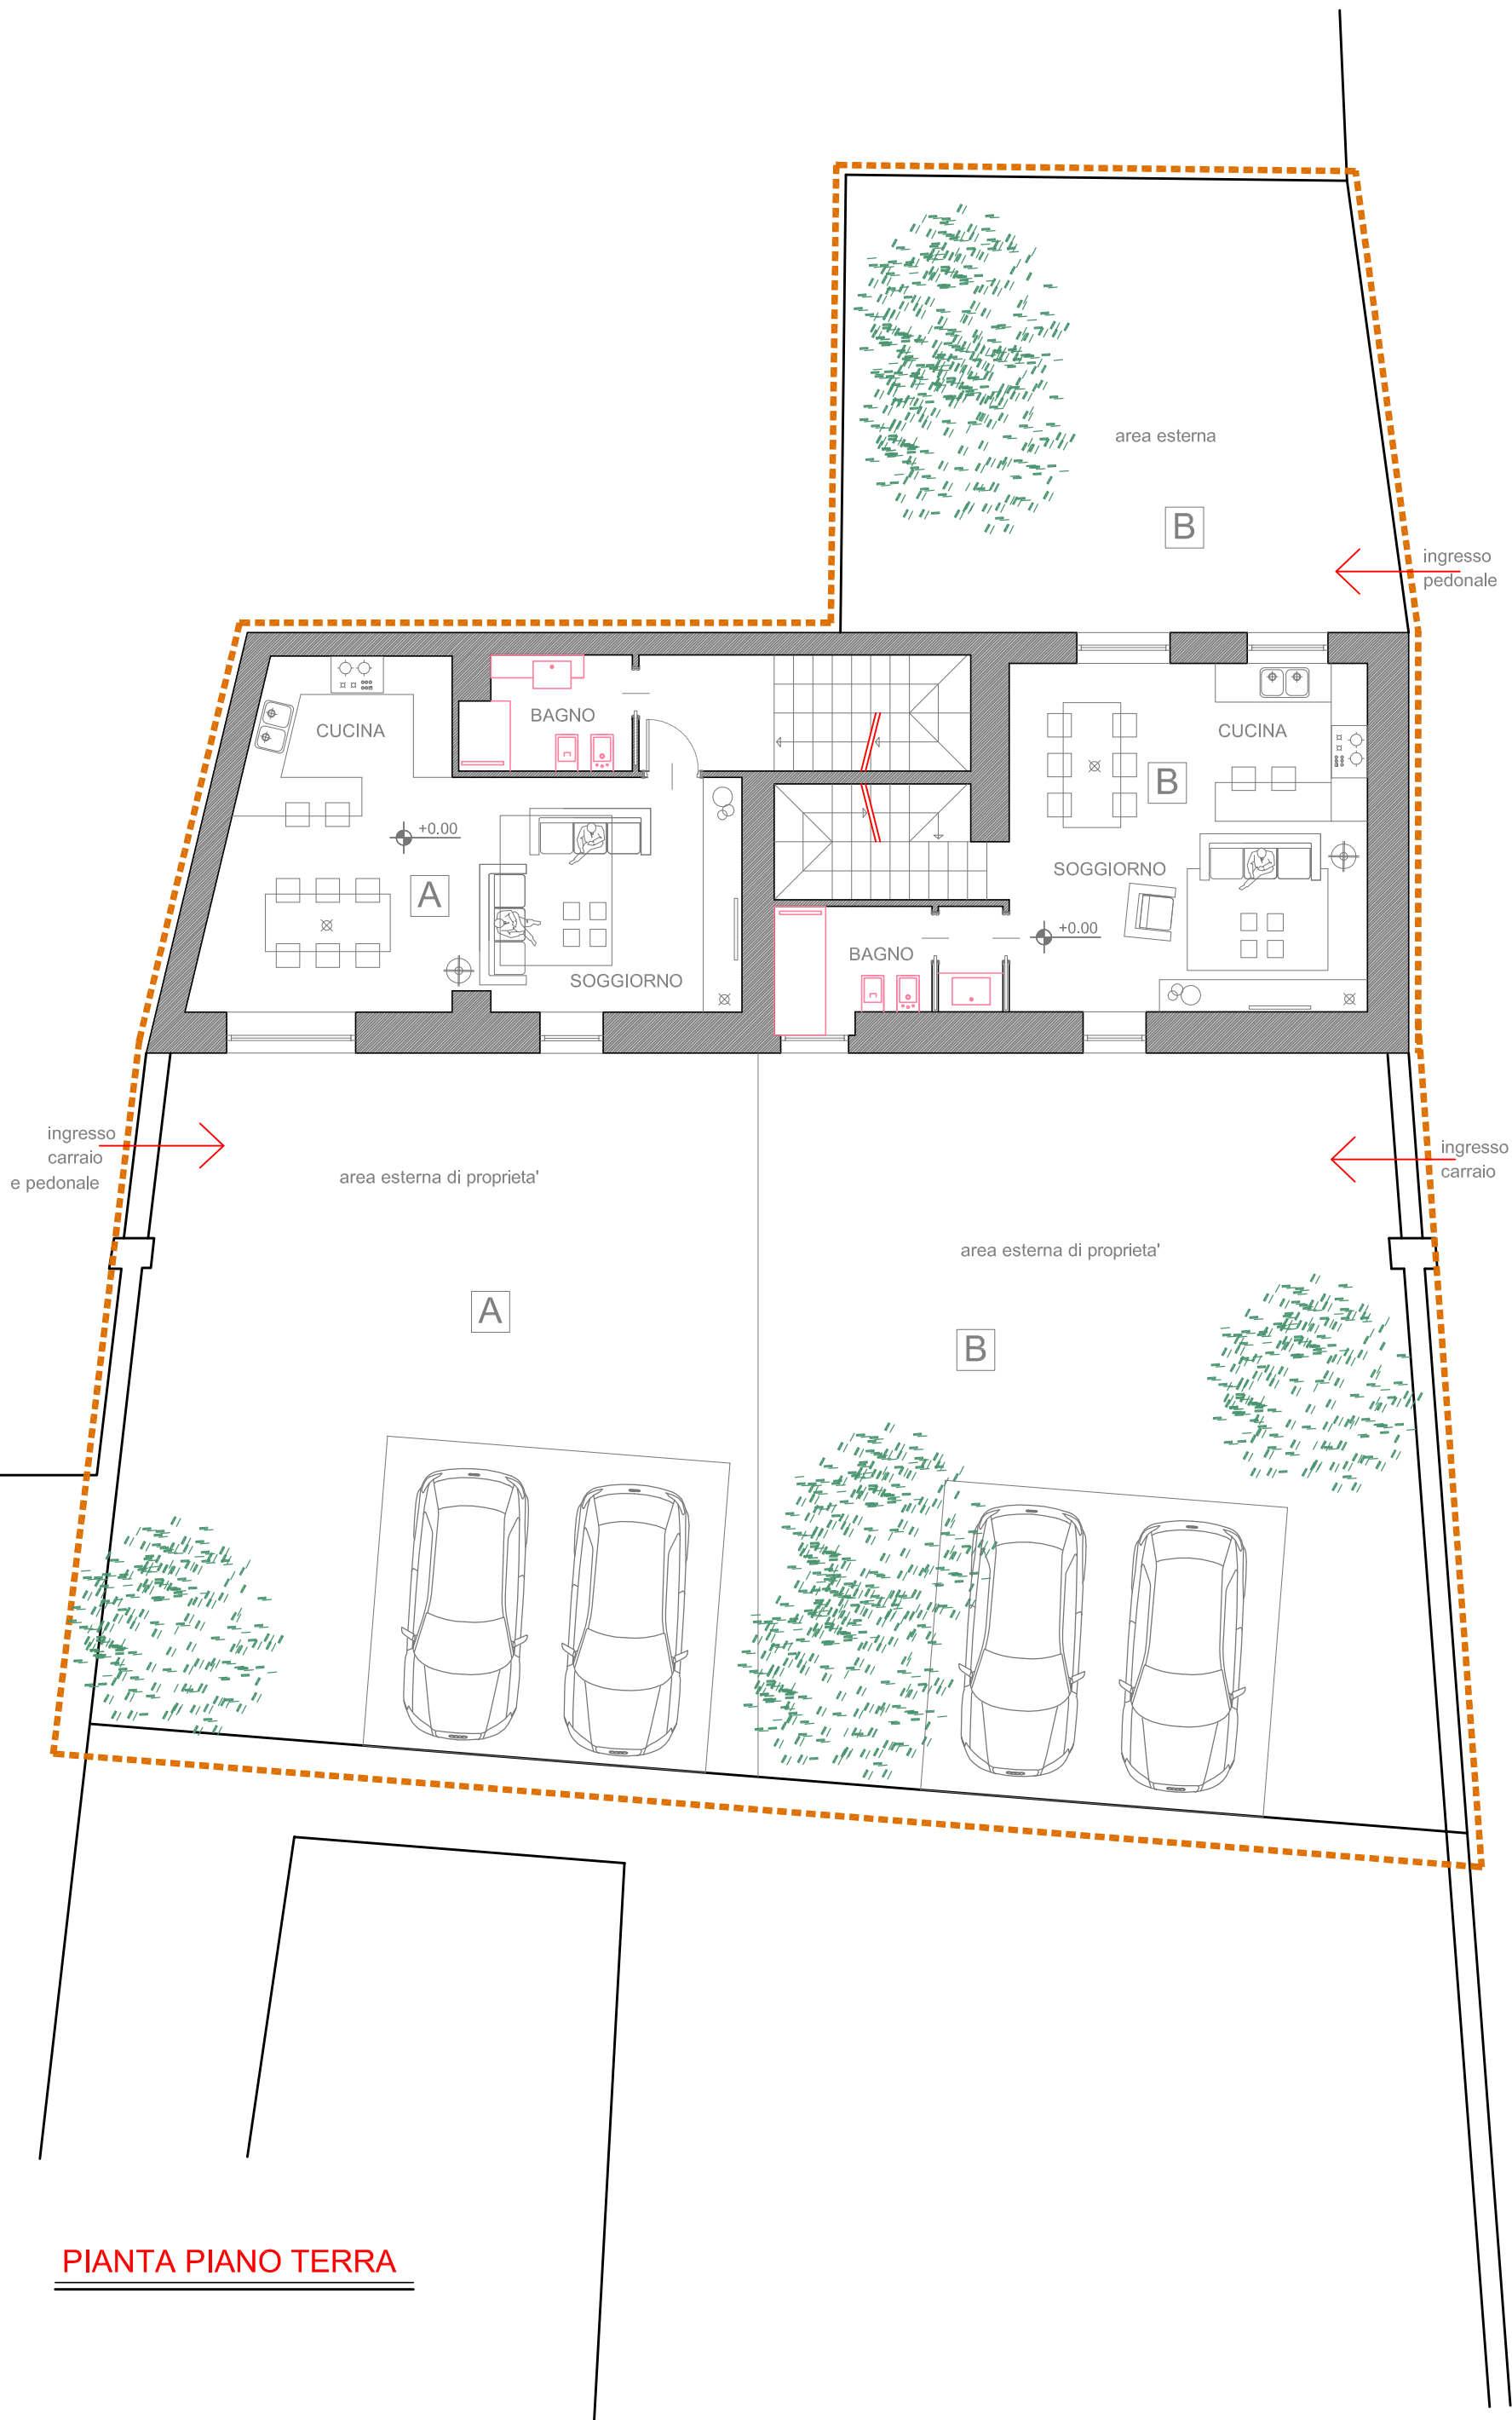 area esterna
B
ingresso
pedonale
BAGNO
CUCINA
CUCINA
B
+0.00
A
SOGGIORNO
+0.00
BAGNO
SOGGIORNO
ingresso
carraio
e pedonale
area esterna di proprieta'
ingresso
carraio
area esterna di proprieta'
A
B
PIANTA PIANO TERRA